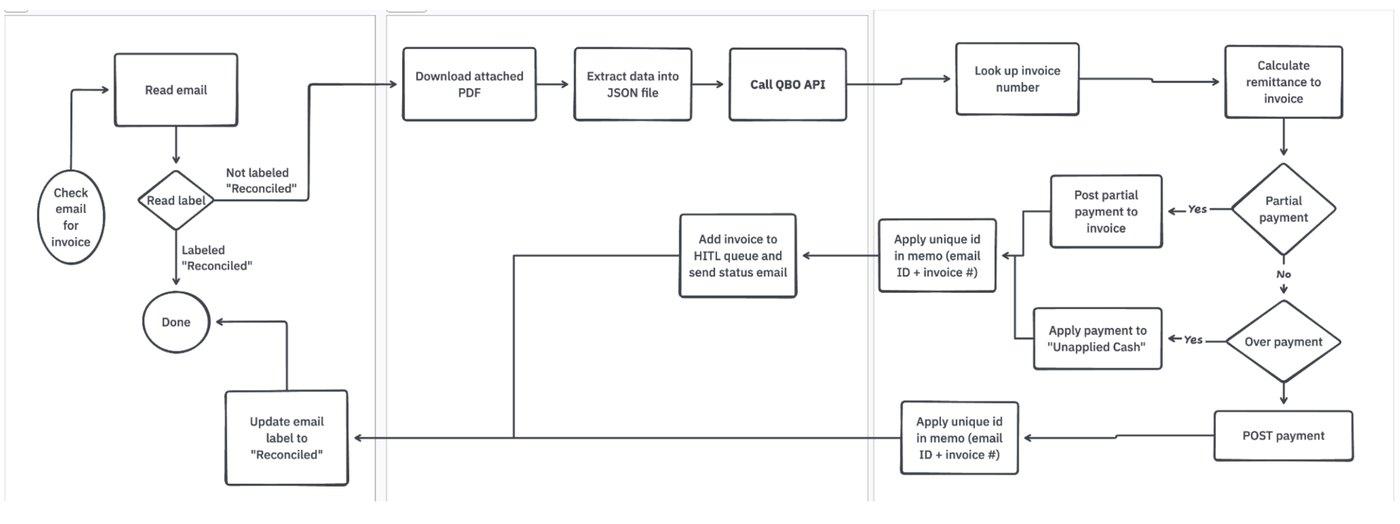 Read email
Check
email
for
invoice
Read label
Not labeled
"Reconciled"
Labeled
"Reconciled"
Done
Update email
label to
"Reconciled"
Download attached
PDF
Extract data into
JSON file
Call QBO API
Add invoice to
HITL queue and
send status email
Look up invoice
number
Calculate
remittance to
invoice
Partial
payment
Yes
Post partial
payment to
invoice
Apply unique id
in memo (email
ID + invoice #)
No
Over payment
Yes
Apply payment to
"Unapplied Cash"
POST payment
Apply unique id
in memo (email
ID + invoice #)